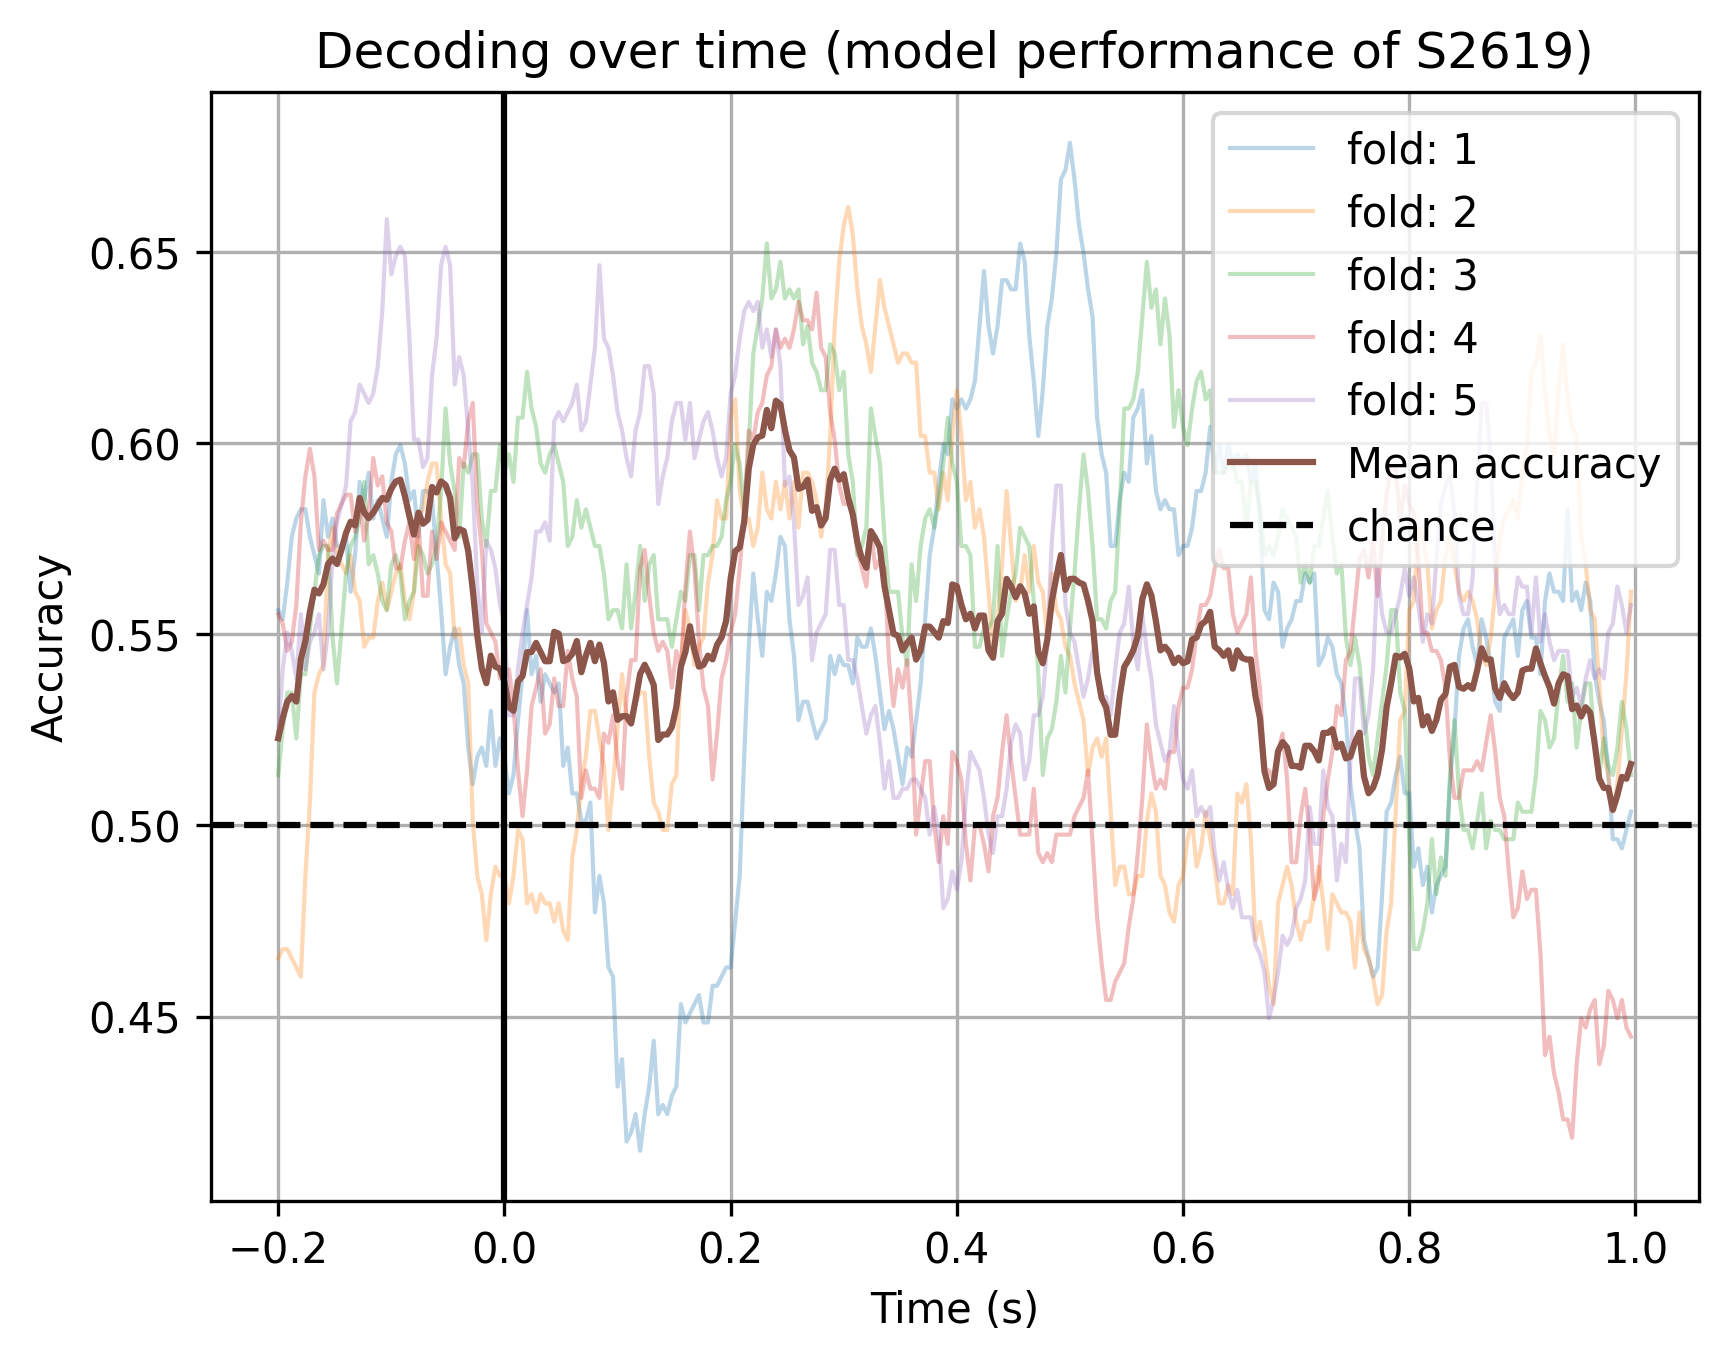 Decoding over time (model performance of S2619)
fold: 1
fold: 2
fold: 3
fold: 4
fold: 5
Mean accuracy
chance
Accuracy
0.65
0.60
0.55
0.50
0.45
−0.2 0.0 0.2 0.4 0.6 0.8 1.0
Time (s)